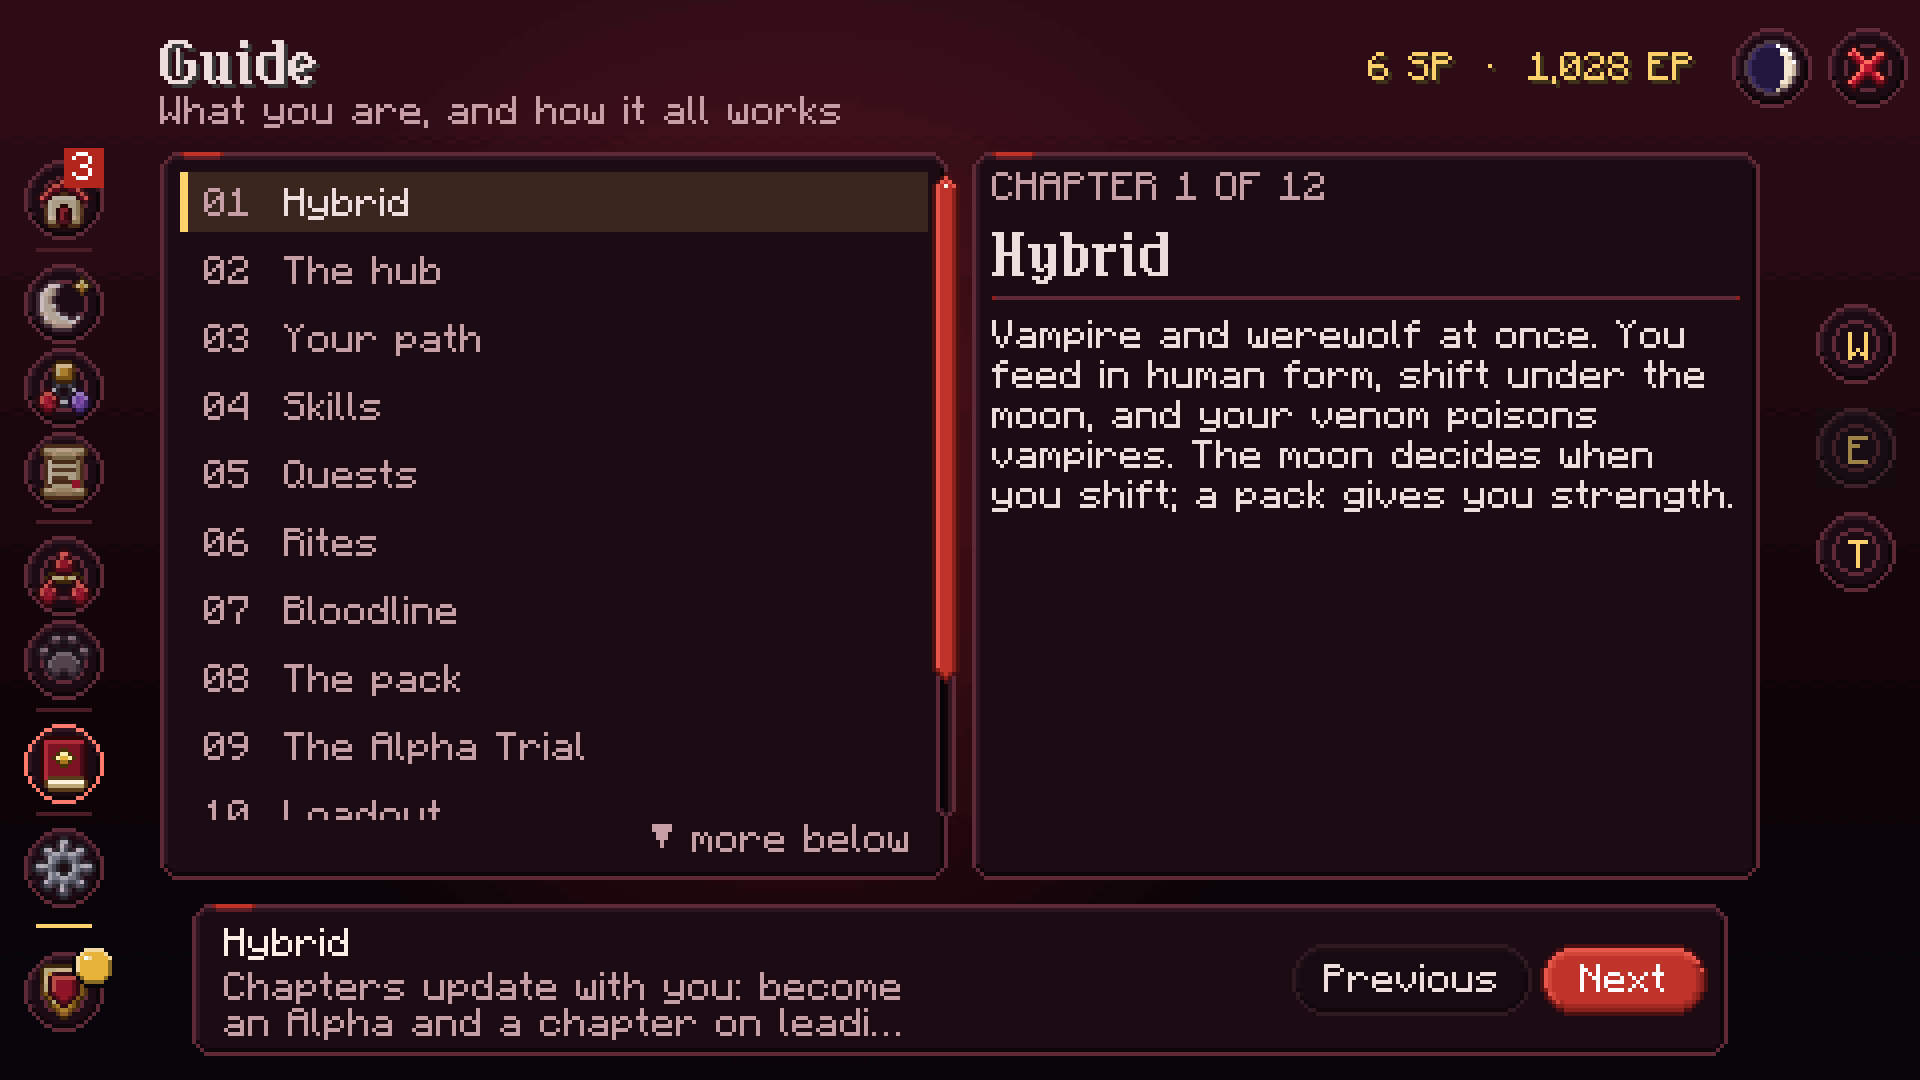 Guide
What you are, and how it all works
6 SP · 1,028 EP
3
01 Hybrid
02 The hub
03 Your path
04 Skills
05 Quests
06 Rites
07 Bloodline
08 The pack
09 The Alpha Trial
10 Loadout
▼ more below
CHAPTER 1 OF 12
Hybrid
Vampire and werewolf at once. You
feed in human form, shift under the
moon, and your venom poisons
vampires. The moon decides when
you shift; a pack gives you strength.
W
E
T
Hybrid
Chapters update with you: become
an Alpha and a chapter on leadi...
Previous
Next